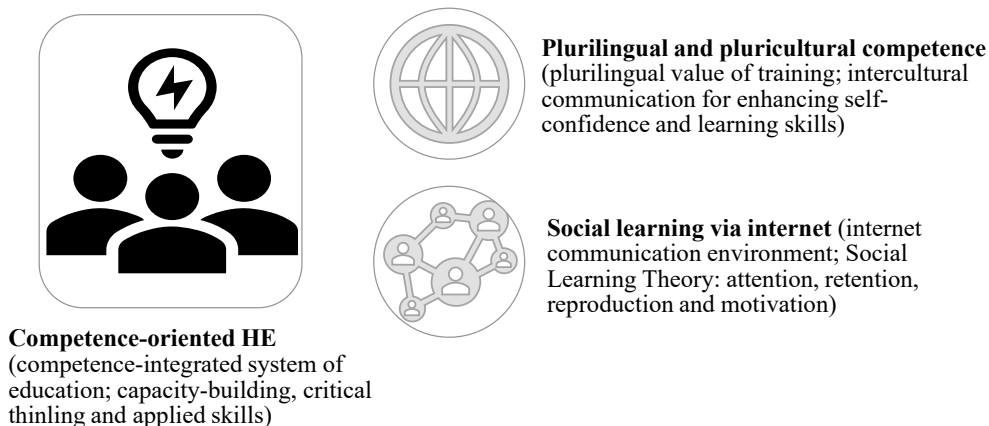 Plurilingual and pluricultural competence
(plurilingual value of training; intercultural
communication for enhancing self-
confidence and learning skills)
Social learning via internet (internet
communication environment; Social
Learning Theory: attention, retention,
reproduction and motivation)
Competence-oriented HE
(competence-integrated system of
education; capacity-building, critical
thinling and applied skills)